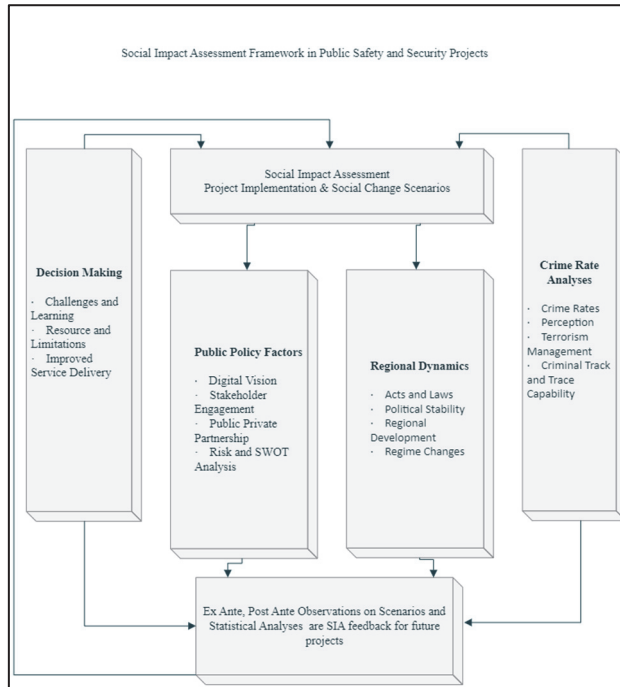 Social Impact Assessment Framework in Public Safety and Security Projects
Social Impact Assessment
Project Implementation & Social Change Scenarios
Decision Making
· Challenges and
Learning
· Resource and
Limitations
· Improved
Service Delivery
Public Policy Factors
· Digital Vision
· Stakeholder
Engagement
· Public Private
Partnership
· Risk and SWOT
Analysis
Regional Dynamics
· Acts and Laws
· Political Stability
· Regional
Development
· Regime Changes
Crime Rate
Analyses
· Crime Rates
· Perception
· Terrorism
Management
· Criminal Track
and Trace
Capability
Ex Ante, Post Ante Observations on Scenarios and
Statistical Analyses are SIA feedback for future
projects